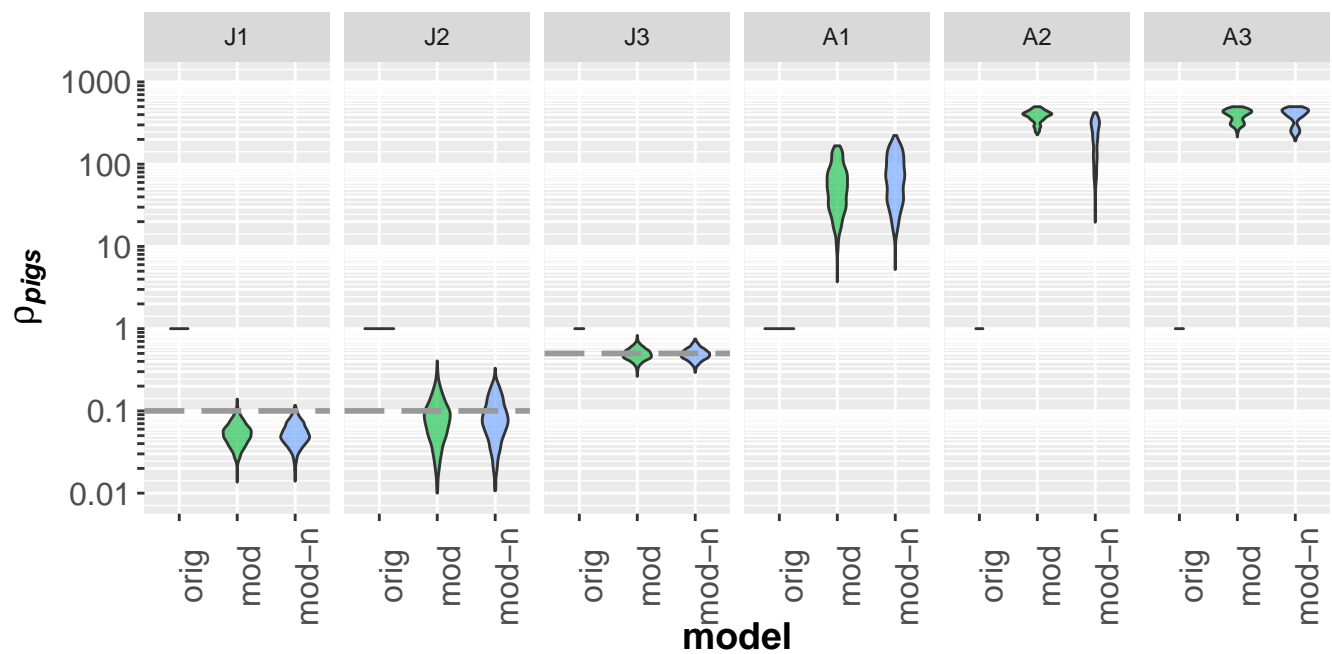 J1 J2 J3 A1 A2 A3
1000
100
10
1
0.1
0.01
ρpigs
orig mod mod−n orig mod mod−n orig mod mod−n orig mod mod−n orig mod mod−n orig mod mod−n
model